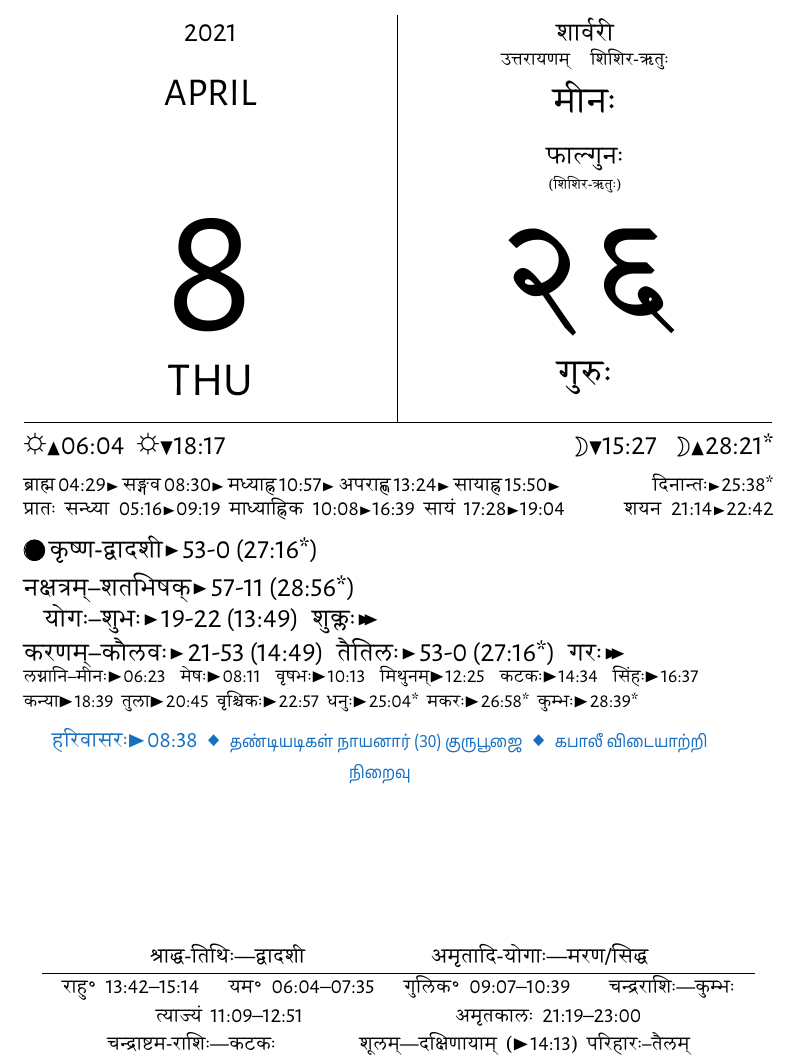 2021
APRIL
8
THU
शार्वरी
उत्तरायणम् शिशिर-ऋतुः
मीनः
फाल्गुनः
(शिशिर-ऋतुः)
२६
गुरुः
☼▲06:04 ☼▼18:17 ☽▼15:27 ☽▲28:21*
ब्राह्म 04:29► सङ्गव 08:30► मध्याह्न 10:57► अपराह्ण 13:24► सायाह्न 15:50► दिनान्तः►25:38*
प्रातः सन्ध्या 05:16►09:19 माध्याह्निक 10:08►16:39 सायं 17:28►19:04 शयन 21:14►22:42
●कृष्ण-द्वादशी►53-0 (27:16*)
नक्षत्रम्–शतभिषक्►57-11 (28:56*)
योगः–शुभः►19-22 (13:49) शुक्लः►►
करणम्–कौलवः►21-53 (14:49) तैतिलः►53-0 (27:16*) गरः►►
लग्नानि–मीनः►06:23 मेषः►08:11 वृषभः►10:13 मिथुनम्►12:25 कटकः►14:34 सिंहः►16:37
कन्या►18:39 तुला►20:45 वृश्चिकः►22:57 धनुः►25:04* मकरः►26:58* कुम्भः►28:39*
हरिवासरः►08:38 ◆ தண்டியடிகள் நாயனார் (30) குருபூஜை ◆ கபாலீ விடையாற்றி
நிறைவு
श्राद्ध-तिथिः—द्वादशी अमृतादि-योगाः—मरण/सिद्ध
राहु° 13:42–15:14 यम° 06:04–07:35 गुलिक° 09:07–10:39 चन्द्रराशिः—कुम्भः
त्याज्यं 11:09–12:51 अमृतकालः 21:19–23:00
चन्द्राष्टम-राशिः—कटकः शूलम्—दक्षिणायाम् (►14:13) परिहारः–तैलम्